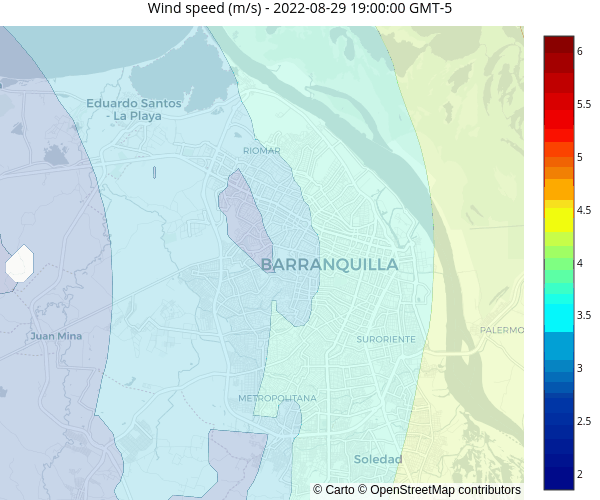 Wind speed (m/s) - 2022-08-29 19:00:00 GMT-5
Eduardo Santos
- La Playa
RIOMAR
BARRANQUILLA
Juan Mina
SURORIENTE
PALERMO
METROPOLITANA
Soledad
© Carto © OpenStreetMap contributors
6
5.5
5
4.5
4
3.5
3
2.5
2